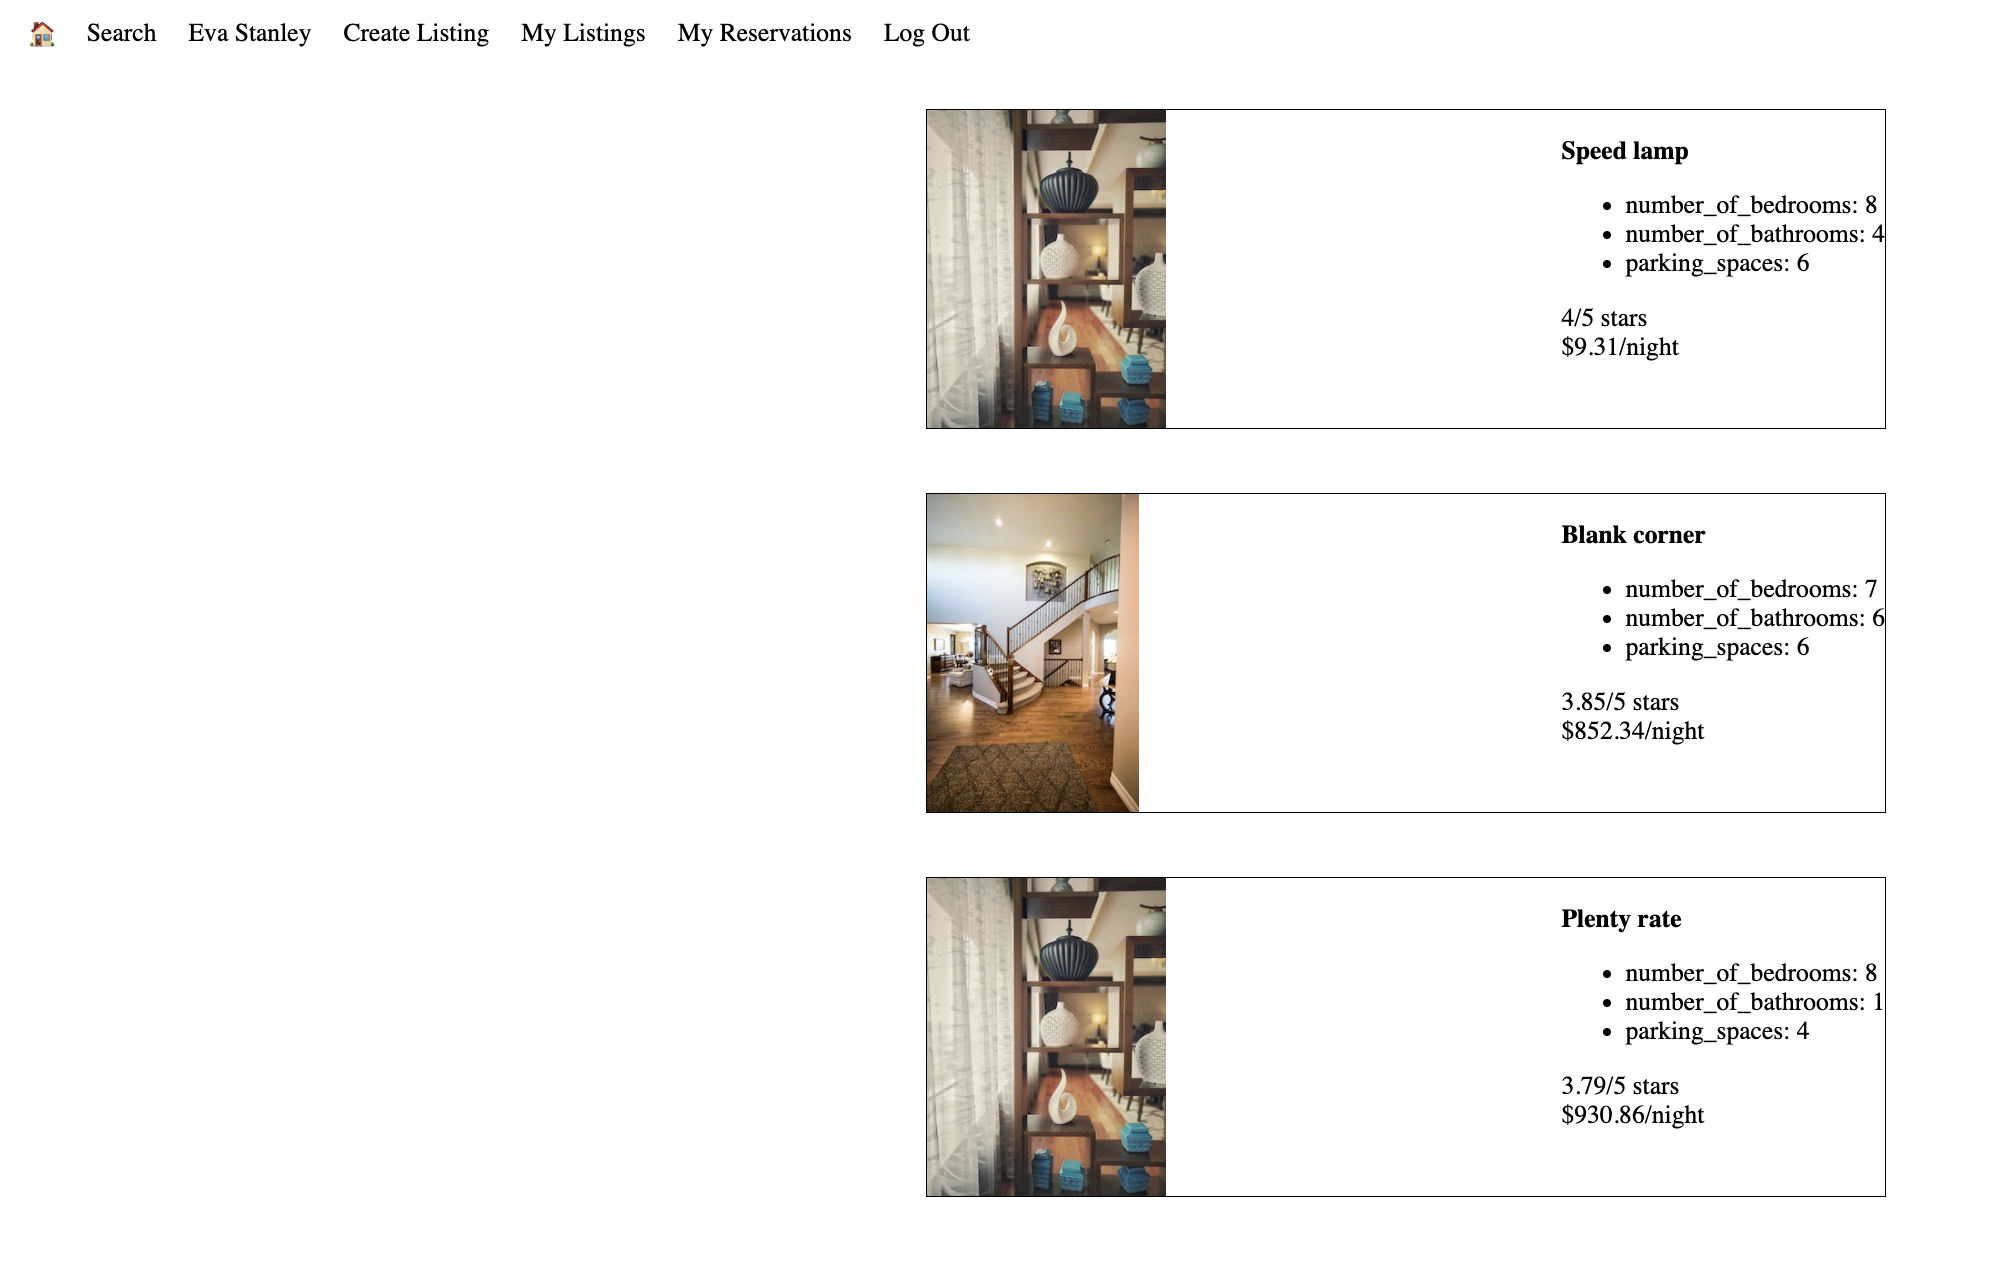 Search Eva Stanley Create Listing My Listings My Reservations Log Out
Speed lamp
number_of_bedrooms: 8
number_of_bathrooms: 4
parking_spaces: 6
4/5 stars
$9.31/night
Blank corner
number_of_bedrooms: 7
number_of_bathrooms: 6
parking_spaces: 6
3.85/5 stars
$852.34/night
Plenty rate
number_of_bedrooms: 8
number_of_bathrooms: 1
parking_spaces: 4
3.79/5 stars
$930.86/night